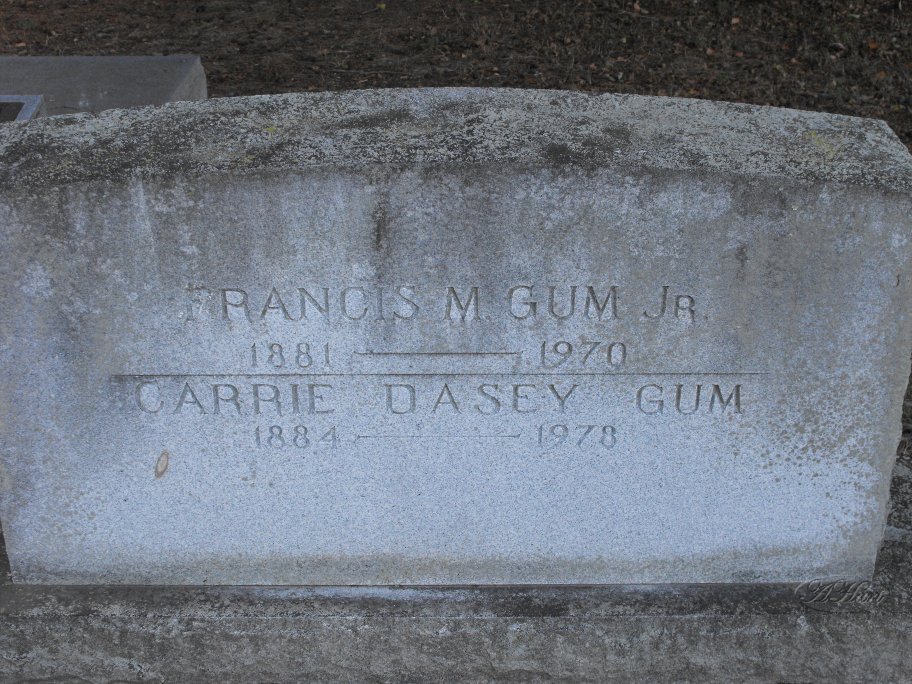 FRANCIS M. GUM JR.
1881 — 1970
CARRIE DASEY GUM
1884 — 1978